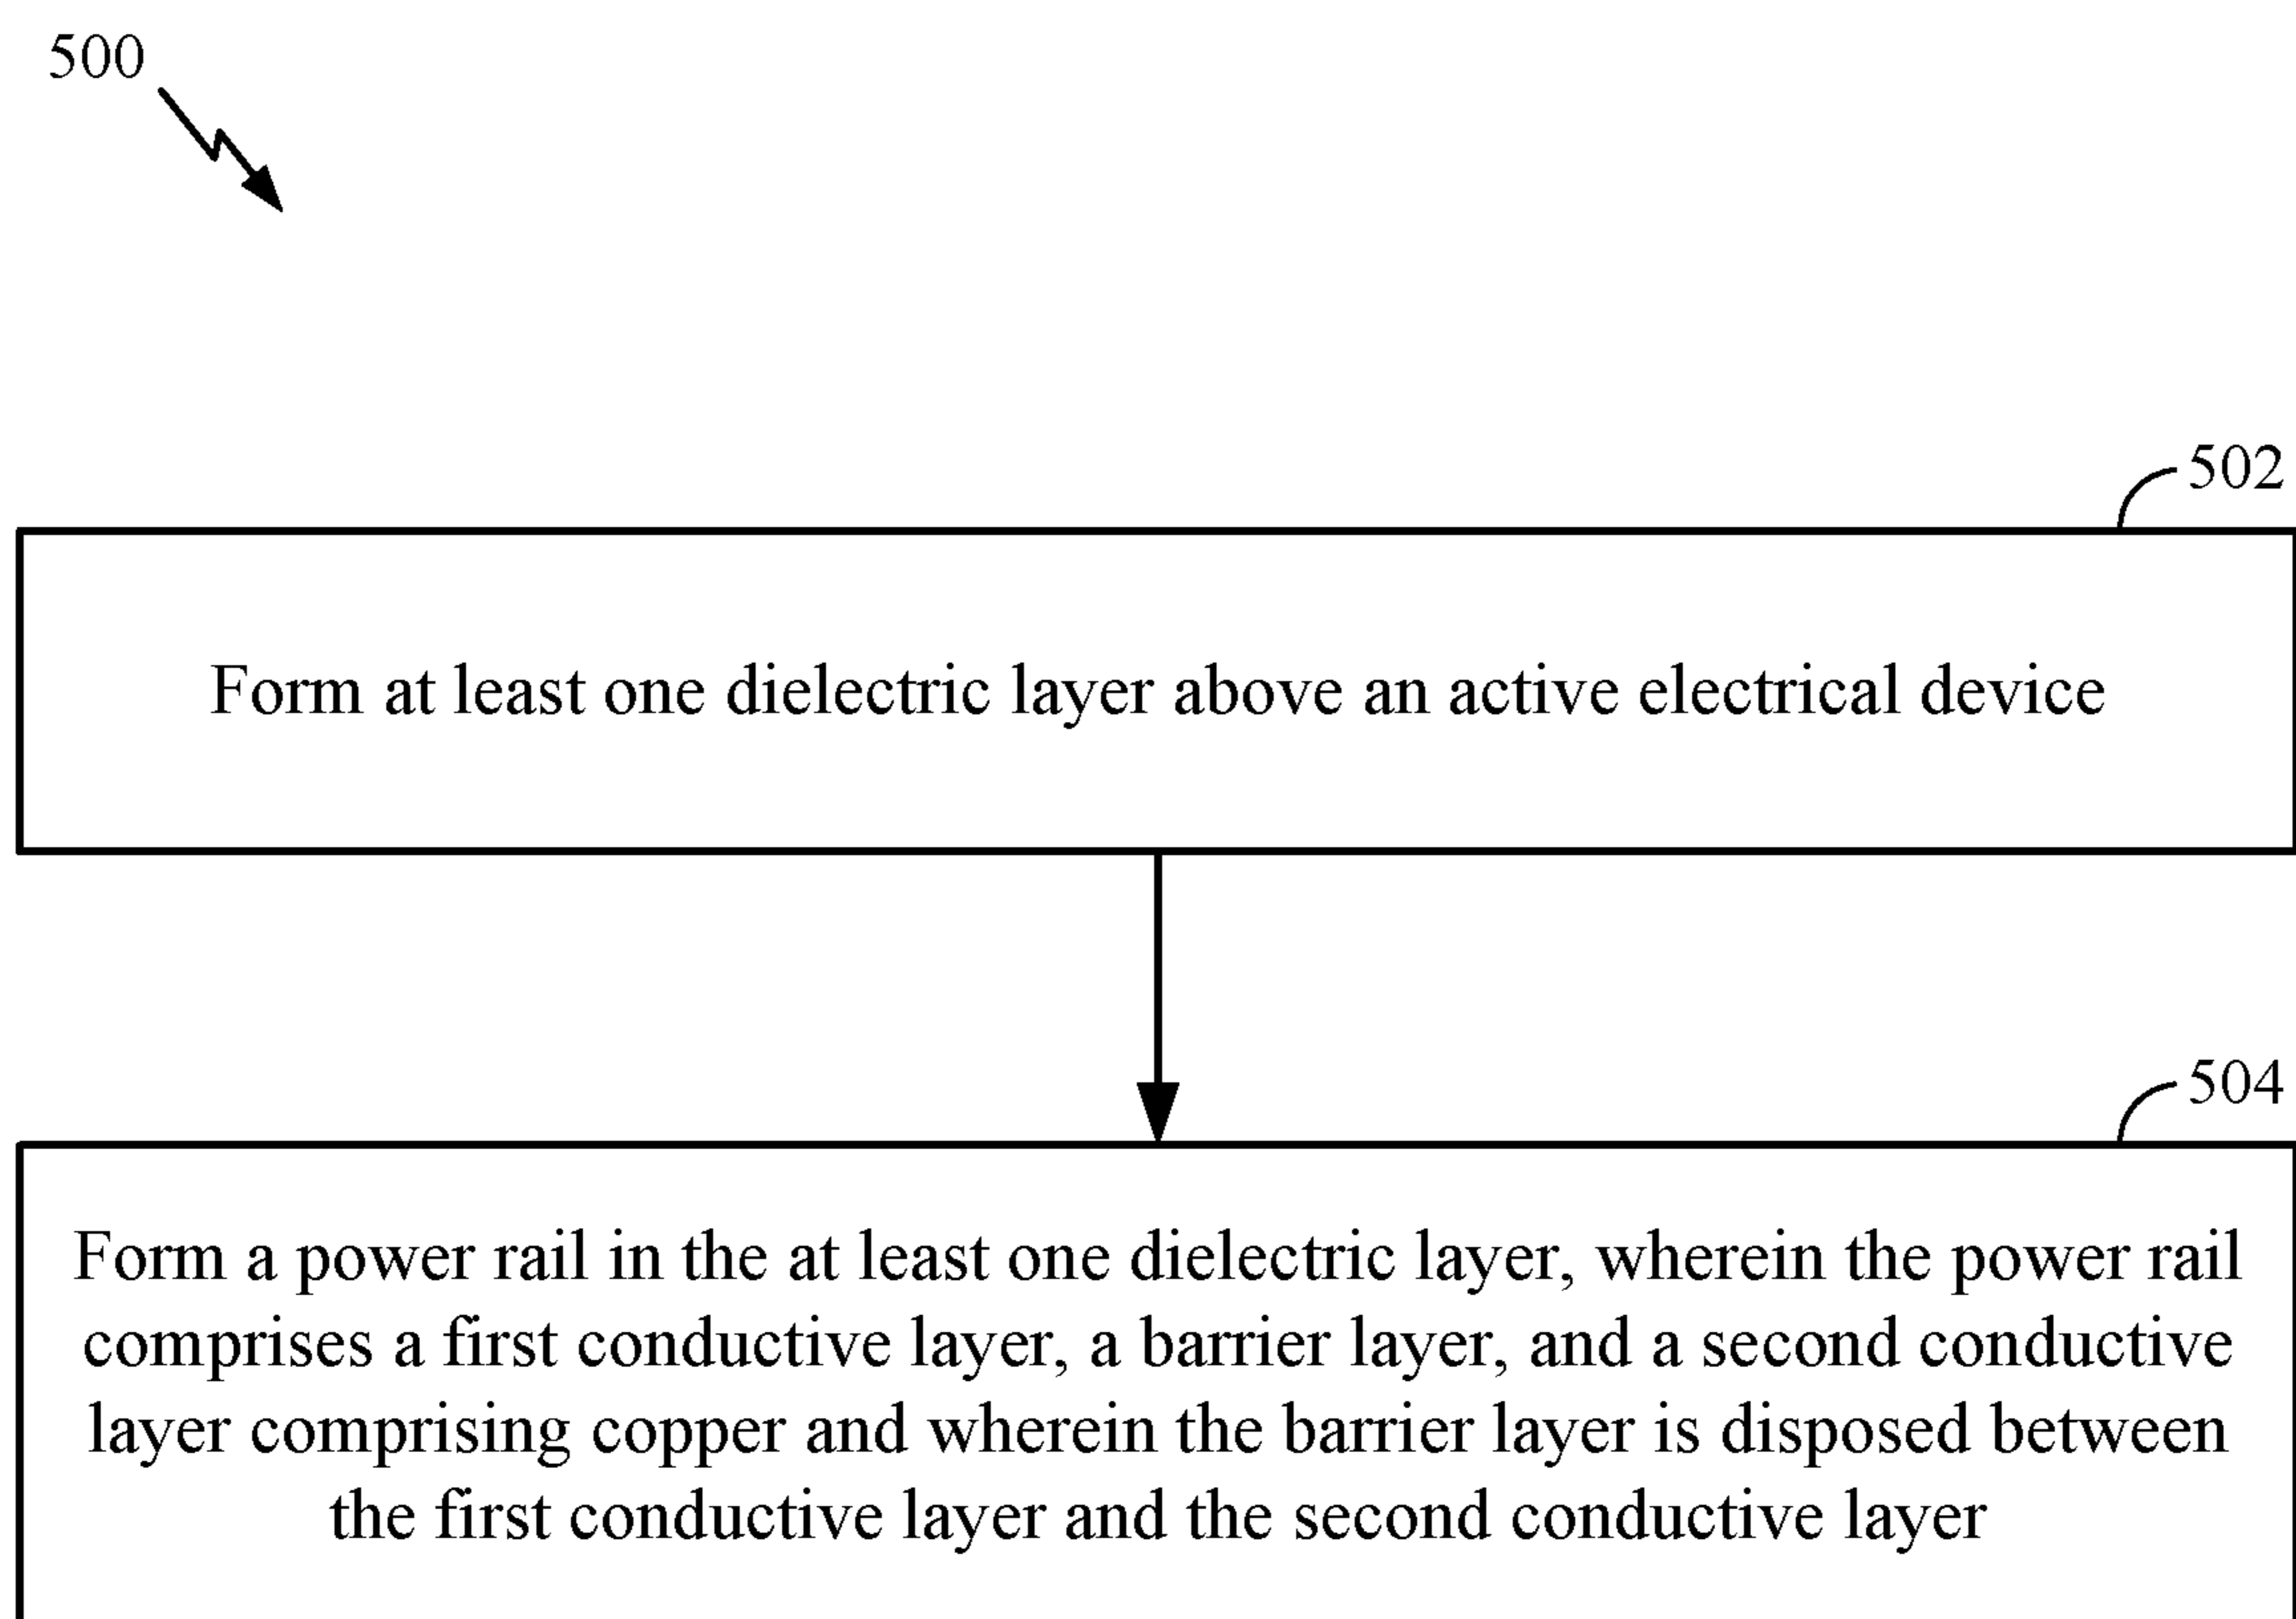 500
502
Form at least one dielectric layer above an active electrical device
504
Form a power rail in the at least one dielectric layer, wherein the power rail
comprises a first conductive layer, a barrier layer, and a second conductive
layer comprising copper and wherein the barrier layer is disposed between
the first conductive layer and the second conductive layer